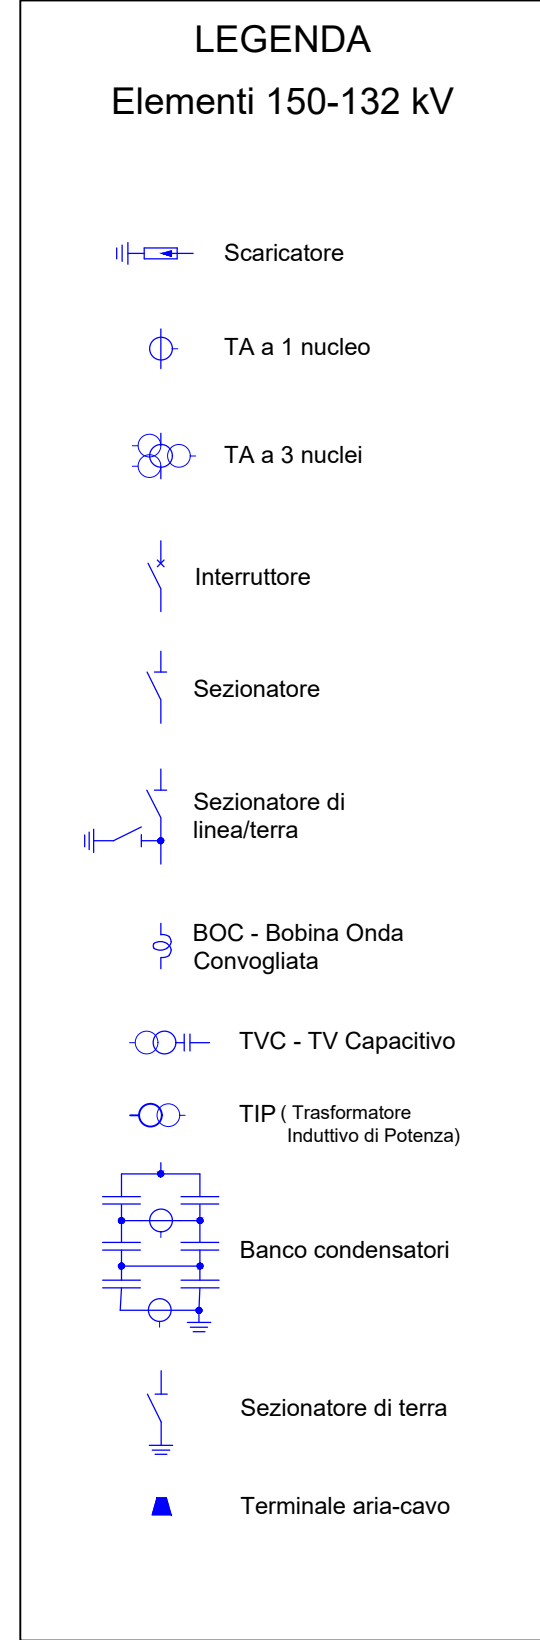 LEGENDA
Elementi 150-132 kV
Scaricatore
TA a 1 nucleo
TA a 3 nuclei
Interruttore
Sezionatore
Sezionatore di
linea/terra
BOC - Bobina Onda
Convogliata
TVC - TV Capacitivo
TIP ( Trasformatore
Induttivo di Potenza)
Banco condensatori
Sezionatore di terra
Terminale aria-cavo